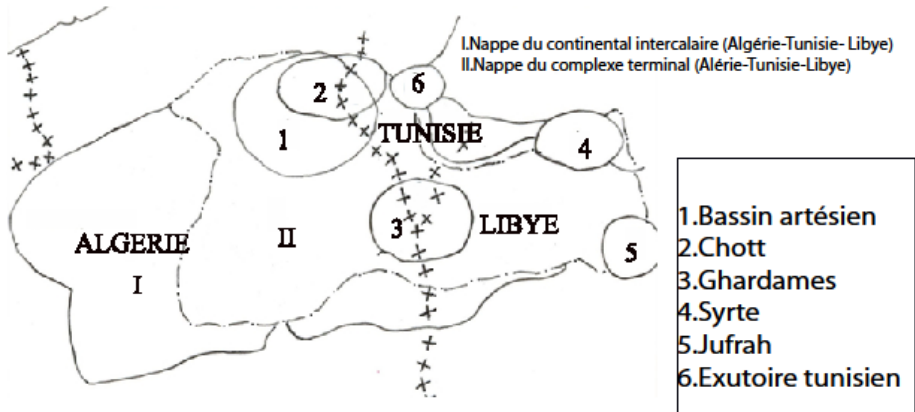 I.Nappe du continental intercalaire (Algérie-Tunisie- Libye)
II.Nappe du complexe terminal (Alérie-Tunisie-Libye)
2
6
1
TUNISIE
4
3
LIBYE
ALGERIE
II
5
I
1.Bassin artésien
2.Chott
3.Ghardames
4.Syrte
5.Jufrah
6.Exutoire tunisien